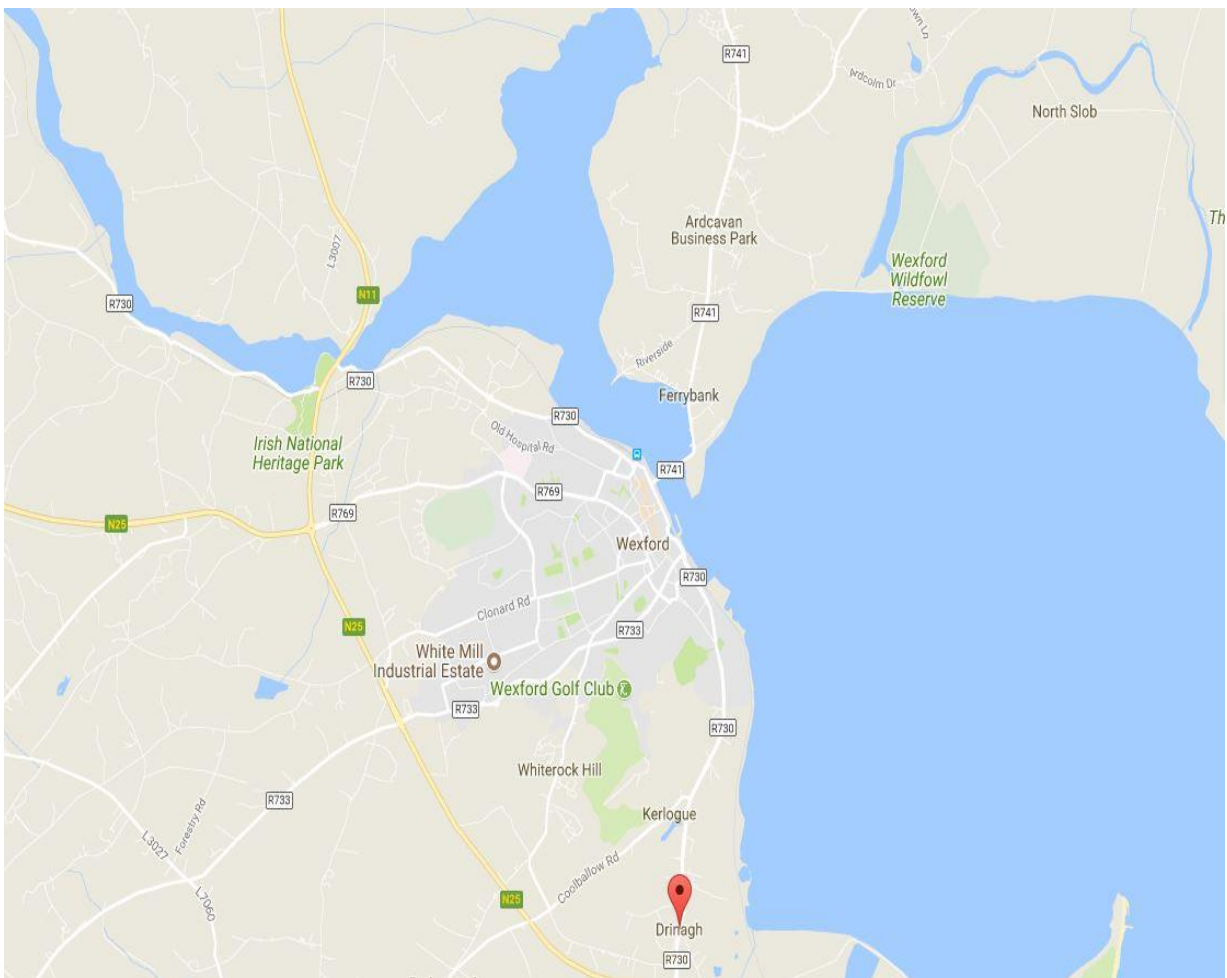 R741
own Ln
Ardcolm Dr
North Slob
L3007
Ardcavan
Business Park
Th
Wexford
Wildfowl
Reserve
N11
R730
R741
Riverside
R730
Ferrybank
R730
Old Hospital Rd
Irish National
Heritage Park
R741
R769
R769
N25
Wexford
R730
Clonard Rd
N25
R733
White Mill
Industrial Estate
Wexford Golf Club
R733
R730
Whiterock Hill
R733
Kerlogue
Forestry Rd
L3027
Coolballow Rd
L7060
N25
Drinagh
R730